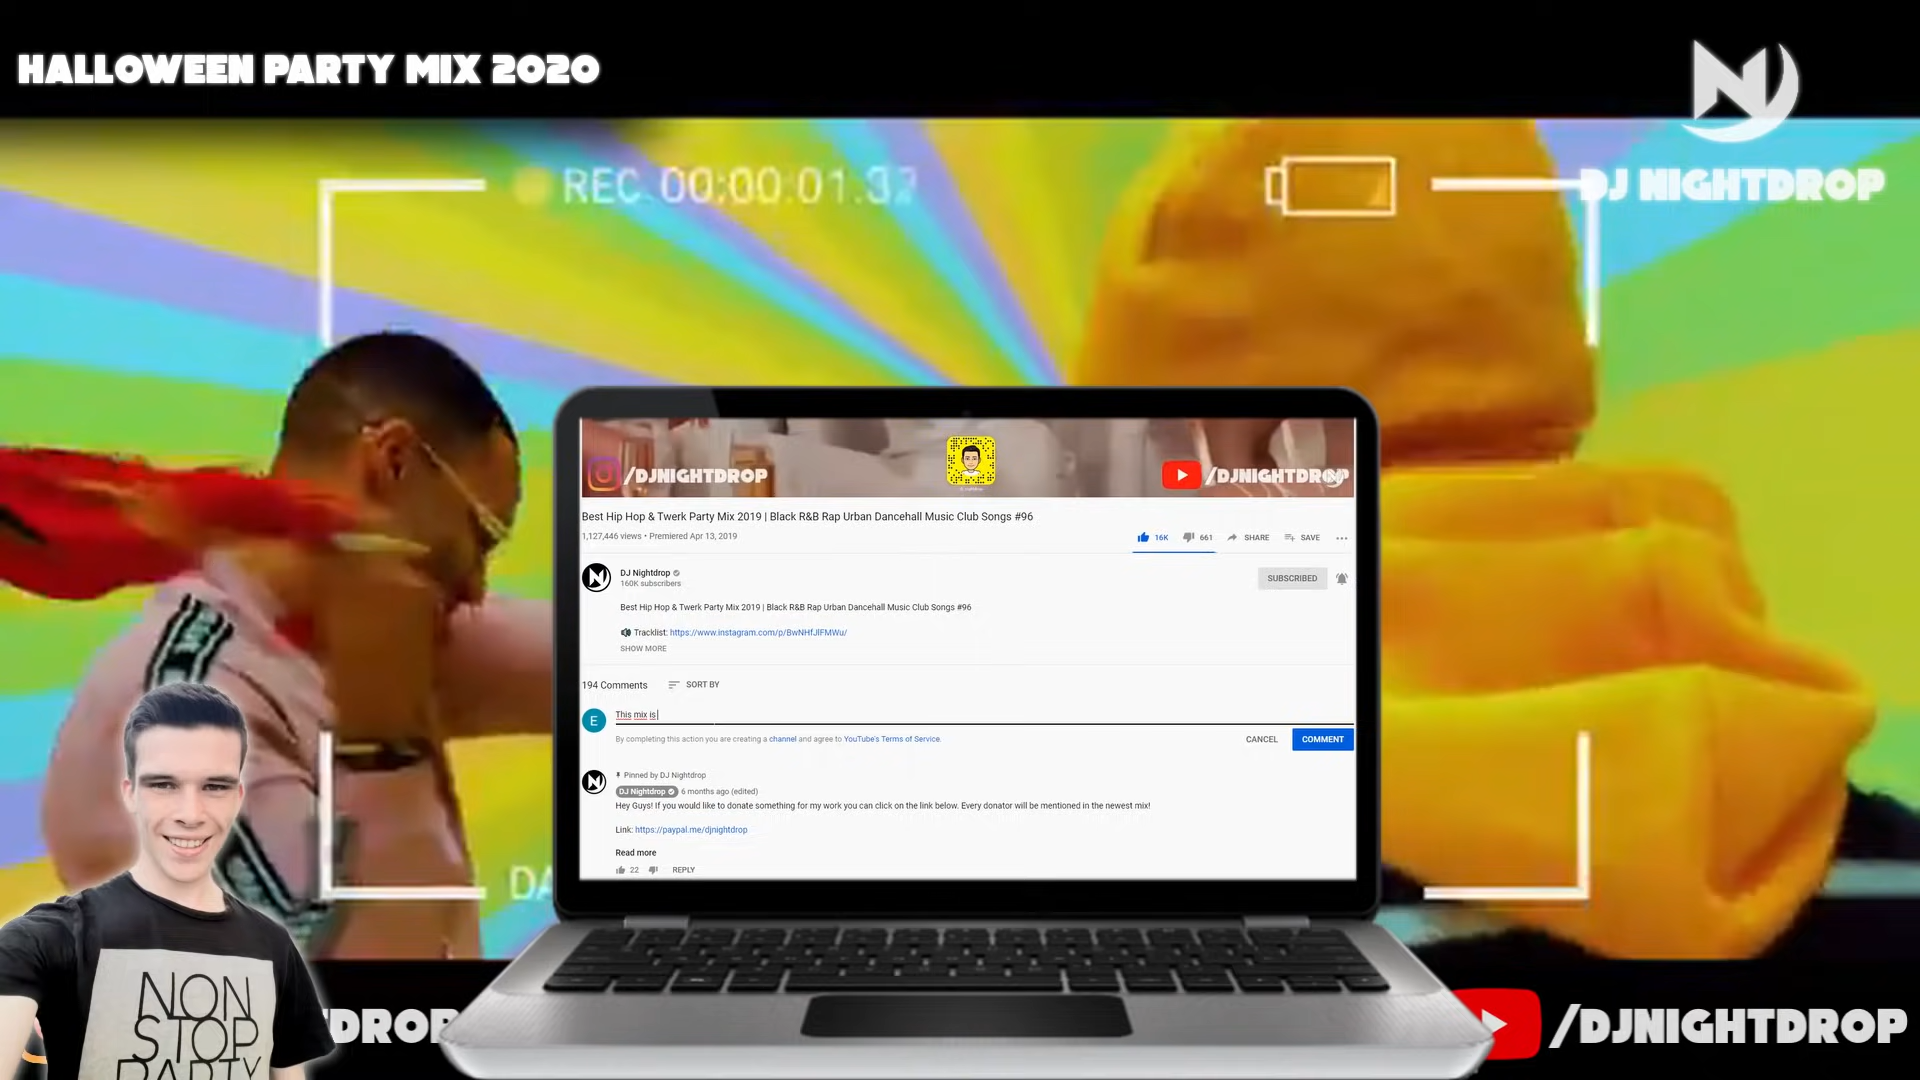 HALLOWEEN PARTY MIX 2020
DJ NIGHTDROP
REC 00:00:01.37
/DJNIGHTDROP
/DJNIGHTDROP
Best Hip Hop & Twerk Party Mix 2019 | Black R&B Rap Urban Dancehall Music Club Songs #96
1,127,446 views • Premiered Apr 13, 2019
16K 661 SHARE SAVE
DJ Nightdrop
160K subscribers
SUBSCRIBED
Best Hip Hop & Twerk Party Mix 2019 | Black R&B Rap Urban Dancehall Music Club Songs #96
Tracklist: https://www.instagram.com/p/BwNHfJlFMWu/
SHOW MORE
194 Comments SORT BY
E
This mix is
By completing this action you are creating a channel and agree to YouTube's Terms of Service.
CANCEL COMMENT
Pinned by DJ Nightdrop
DJ Nightdrop 6 months ago (edited)
Hey Guys! If you would like to donate something for my work you can click on the link below. Every donator will be mentioned in the newest mix!
Link: https://paypal.me/djnightdrop
Read more
22 REPLY
DA
NON
STOP
PARTY
DROP
/DJNIGHTDROP